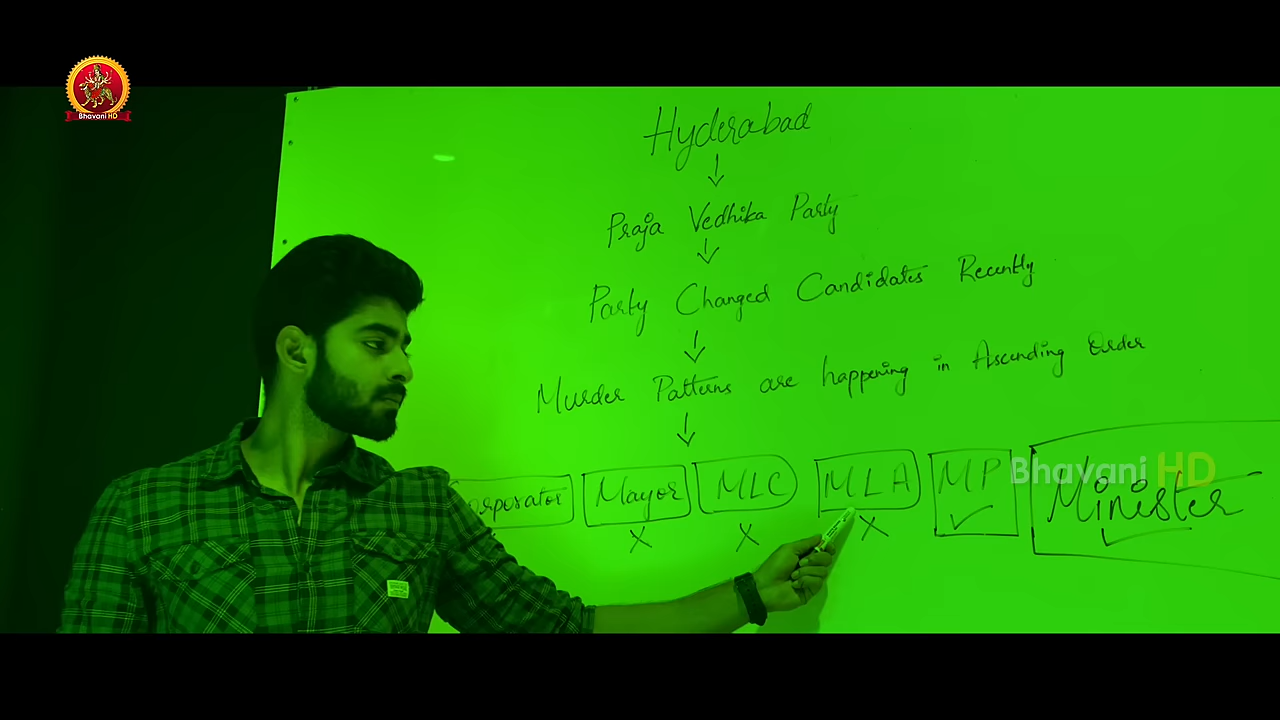 Bhavani HD
Hyderabad
Praja Vedhika Party
Party Changed Candidates Recently
Murder Patterns are happening in Ascending Order
orporator Mayor MLC MLA MP Minister
Bhavani HD